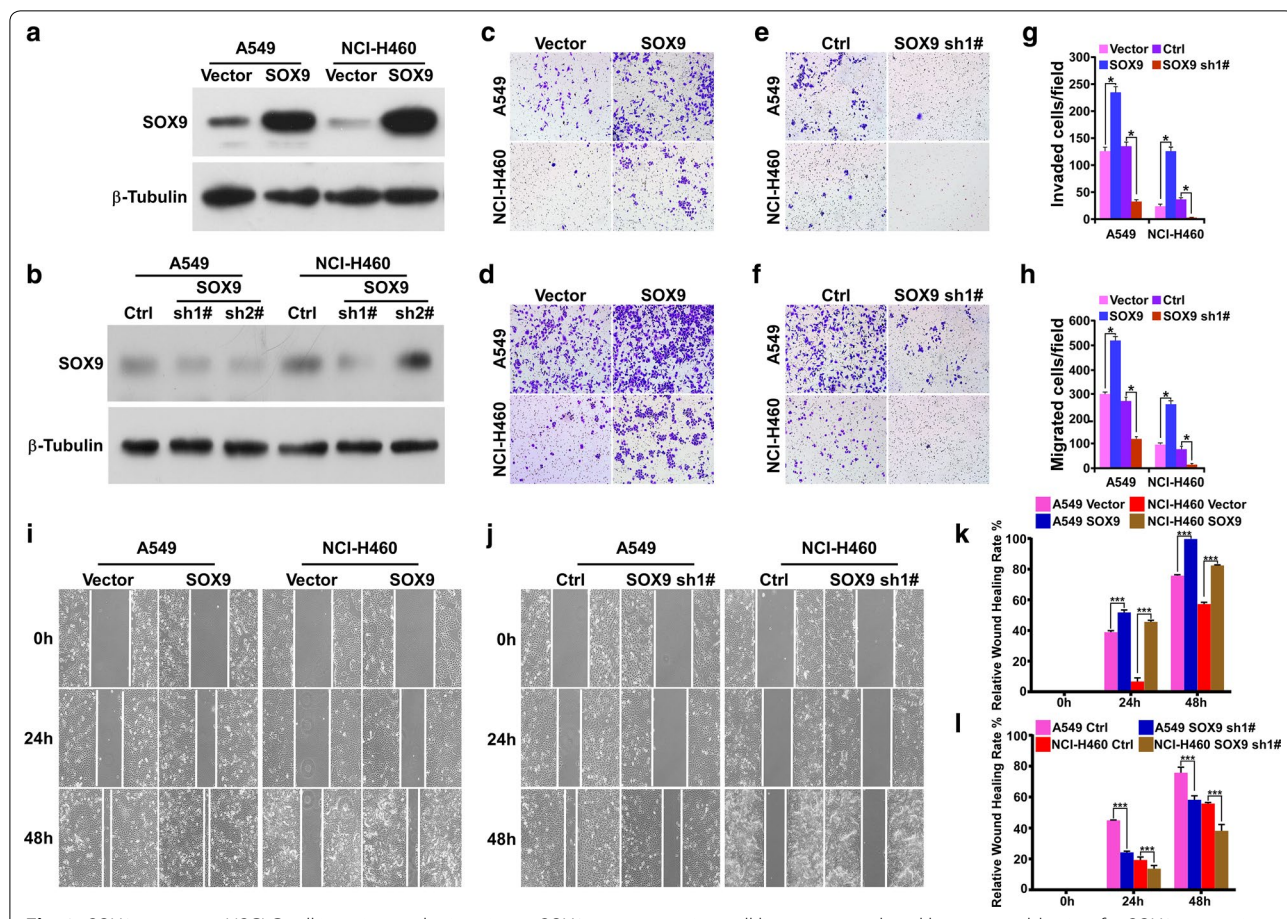 a
A549
NCI-H460
Vector SOX9 Vector SOX9
SOX9
β-Tubulin
b
A549
NCI-H460
SOX9
SOX9
Ctrl sh1# sh2# Ctrl sh1# sh2#
SOX9
β-Tubulin
c
Vector SOX9
A549
NCI-H460
d
Vector SOX9
A549
NCI-H460
e
Ctrl SOX9 sh1#
A549
NCI-H460
f
Ctrl SOX9 sh1#
A549
NCI-H460
g
Vector Ctrl
SOX9 SOX9 sh1#
Invaded cells/field
300
250
200
150
100
50
0
* * * *
A549 NCI-H460
h
Vector Ctrl
SOX9 SOX9 sh1#
Migrated cells/field
600
500
400
300
200
100
0
* * * *
A549 NCI-H460
i
A549 NCI-H460
Vector SOX9 Vector SOX9
0h
24h
48h
j
A549 NCI-H460
Ctrl SOX9 sh1# Ctrl SOX9 sh1#
0h
24h
48h
k
A549 Vector NCI-H460 Vector
A549 SOX9 NCI-H460 SOX9
Relative Wound Healing Rate %
100
80
60
40
20
0
*** *** *** ***
0h 24h 48h
l
A549 Ctrl A549 SOX9 sh1#
NCI-H460 Ctrl NCI-H460 SOX9 sh1#
Relative Wound Healing Rate %
100
80
60
40
20
0
*** *** *** ***
0h 24h 48h